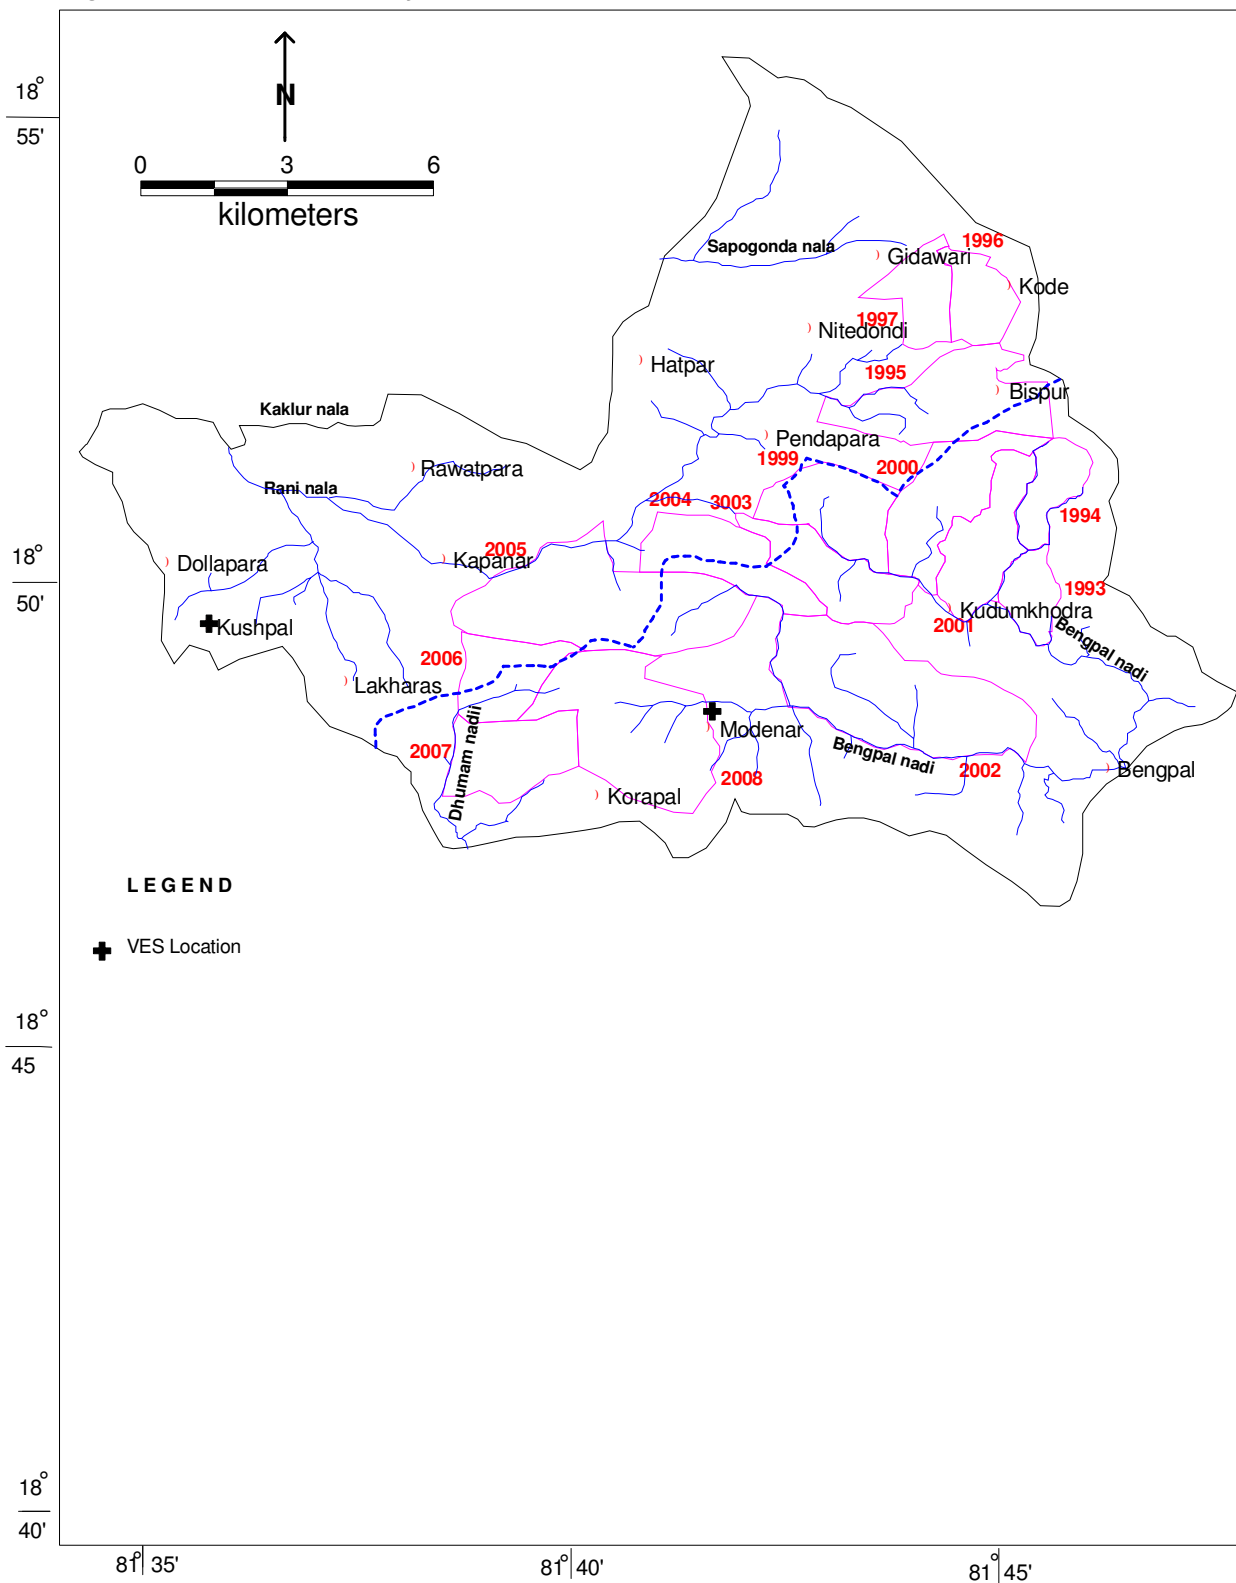 18°
55'
N
0 3 6
kilometers
Sapogonda nala
1996
Gidawari
Kode
1997
Nitedondi
Hatpar
1995
Bispur
Kaklur nala
Pendapara
1999
2000
Rawatpara
Rani nala
2004
3003
1994
18°
50'
2005
Kapanar
Dollapara
1993
Kudumkhodra
2001
Kushpal
Bengpal nadi
2006
Lakharas
Dhumam nadii
Modenar
2007
Bengpal nadi
2002
2008
Bengpal
Korapal
LEGEND
VES Location
18°
45
18°
40'
81° 35'
81° 40'
81° 45'